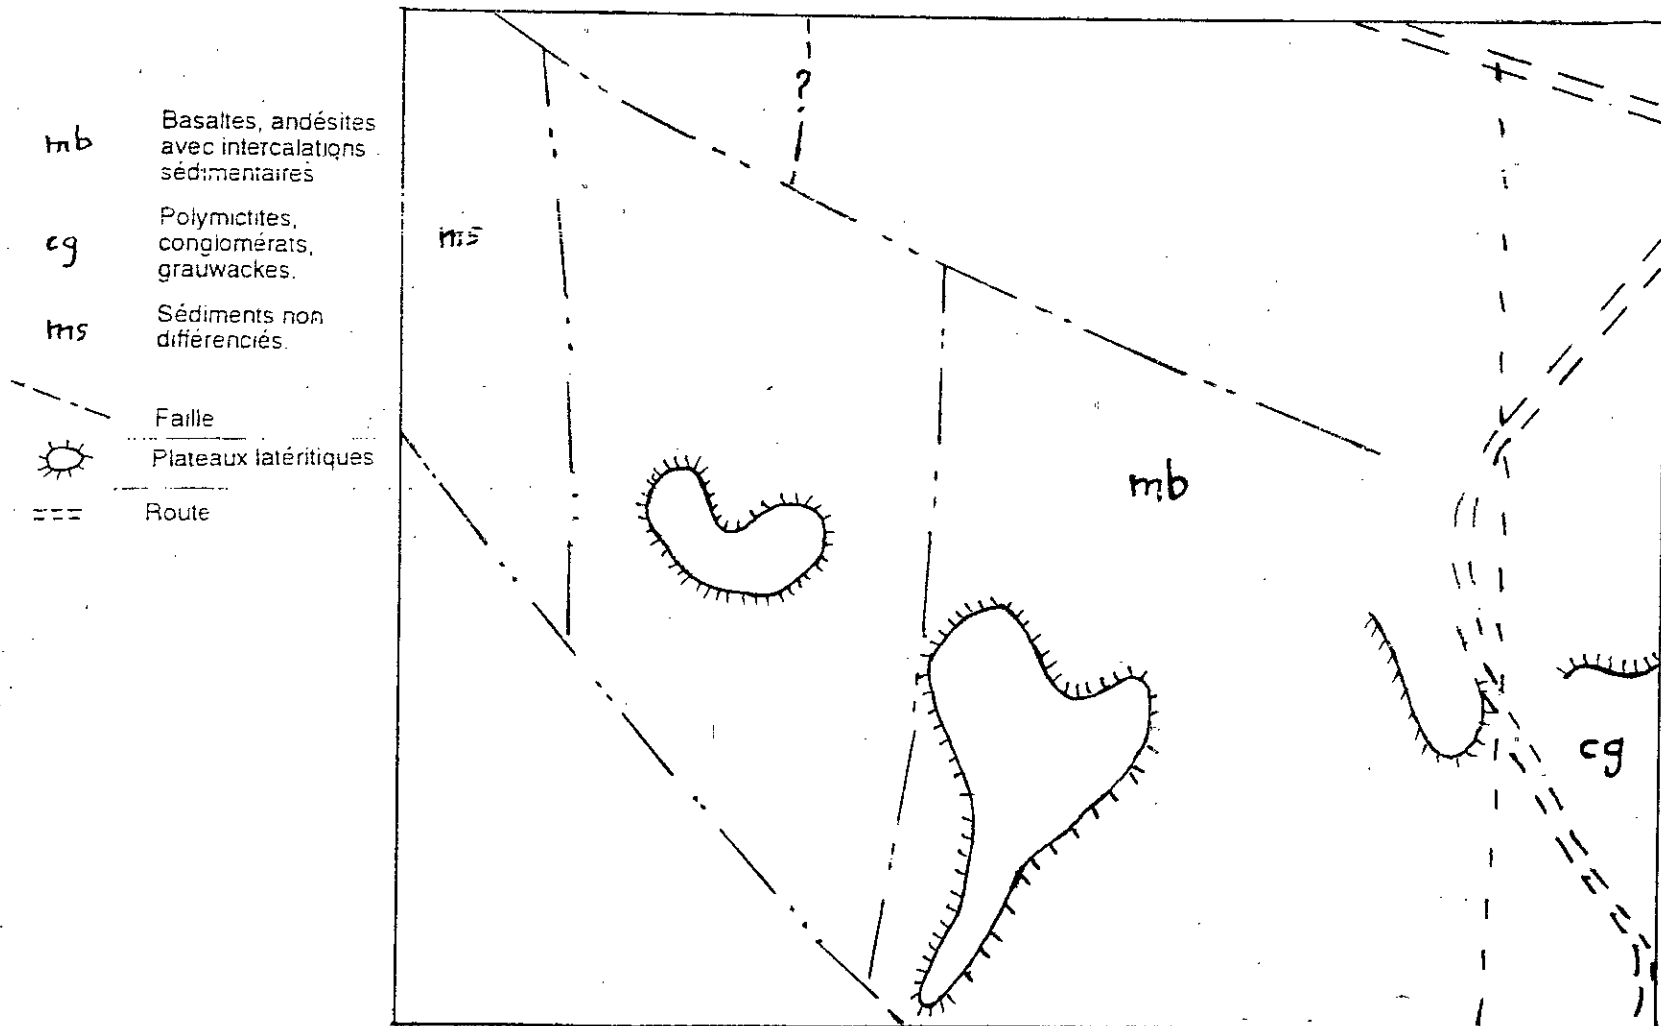 mb
Basaltes, andésites
avec intercalations
sédimentaires
cg
Polymictites,
conglomérats,
grauwackes.
ms
Sédiments non
différenciés.
Faille
Plateaux latéritiques
Route
?
ms
mb
cg